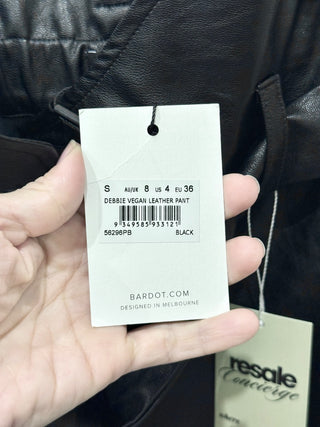 S AU/UK 8 US 4 EU 36
DEBBIE VEGAN LEATHER PANT
9 349585 933121
56296PB BLACK
BARDOT.COM
DESIGNED IN MELBOURNE
resale
Concierge